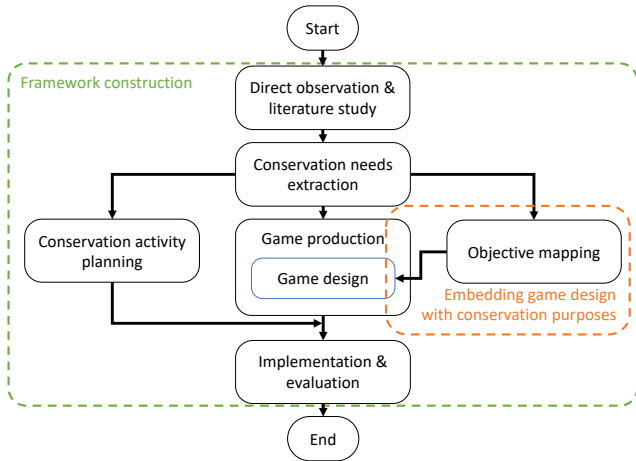 Start
Framework construction
Direct observation &
literature study
Conservation needs
extraction
Conservation activity
planning
Game production
Game design
Objective mapping
Embedding game design
with conservation purposes
Implementation &
evaluation
End